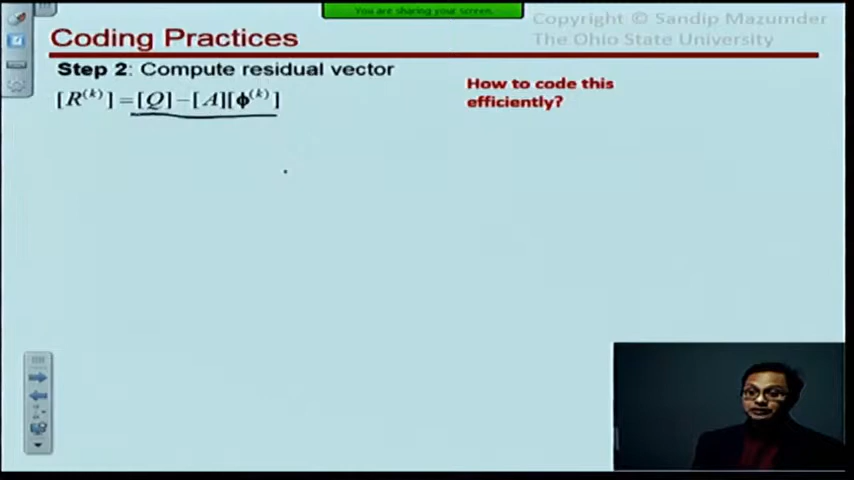 You are sharing your screen.
Copyright © Sandip Mazumder
The Ohio State University
Coding Practices
Step 2: Compute residual vector
[R^(k)] = [Q] − [A][ϕ^(k)]
How to code this
efficiently?